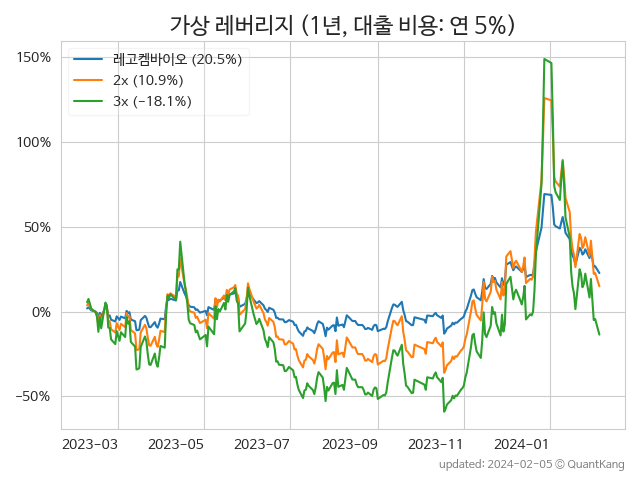 가상 레버리지 (1년, 대출 비용: 연 5%)
레고켐바이오 (20.5%)
2x (10.9%)
3x (−18.1%)
150%
100%
50%
0%
−50%
2023-03 2023-05 2023-07 2023-09 2023-11 2024-01
updated: 2024-02-05 © QuantKang